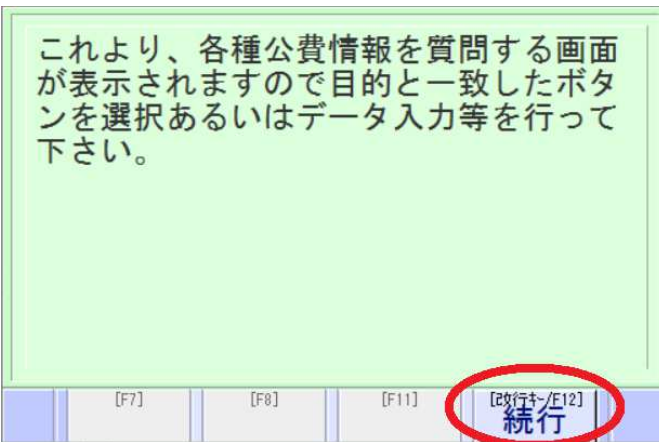 これより、各種公費情報を質問する画面
が表示されますので目的と一致したボタ
ンを選択あるいはデータ入力等を行って
下さい。
[F7]
[F8]
[F11]
[改行キー/F12]
続行